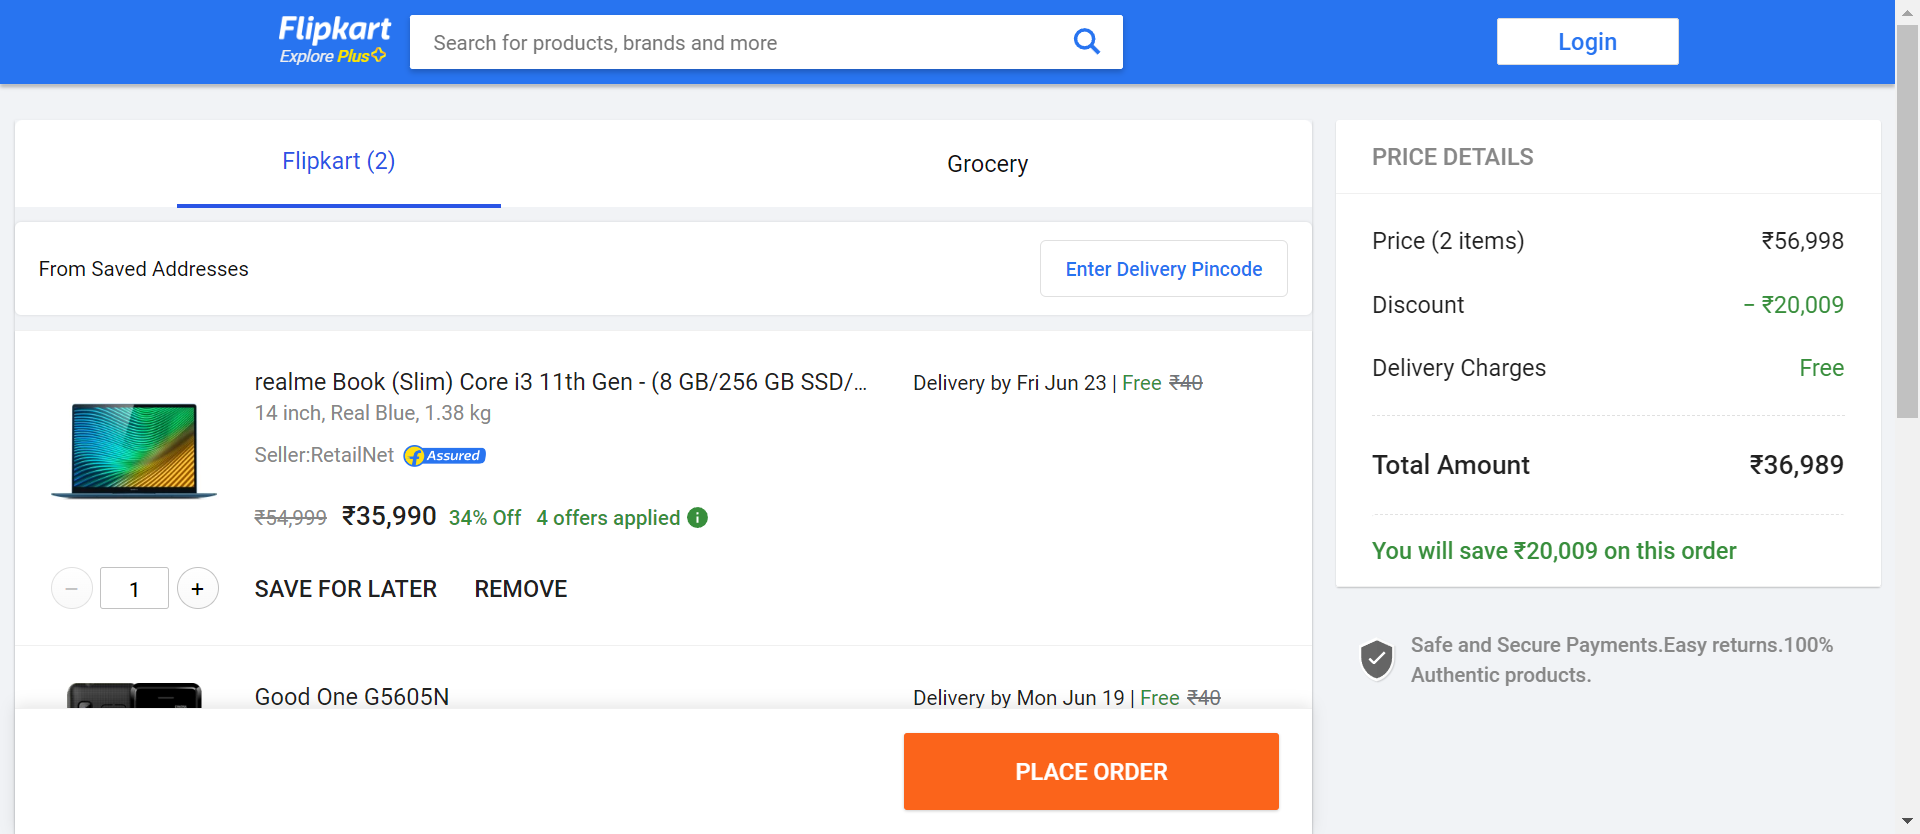 Flipkart
Explore Plus
Search for products, brands and more
Login
Flipkart (2)
Grocery
From Saved Addresses
Enter Delivery Pincode
realme Book (Slim) Core i3 11th Gen - (8 GB/256 GB SSD/...
14 inch, Real Blue, 1.38 kg
Seller:RetailNet Assured
₹54,999 ₹35,990 34% Off 4 offers applied
Delivery by Fri Jun 23 | Free ₹40
1
SAVE FOR LATER REMOVE
Good One G5605N
Delivery by Mon Jun 19 | Free ₹40
PLACE ORDER
PRICE DETAILS
Price (2 items) ₹56,998
Discount − ₹20,009
Delivery Charges Free
Total Amount ₹36,989
You will save ₹20,009 on this order
Safe and Secure Payments.Easy returns.100%
Authentic products.